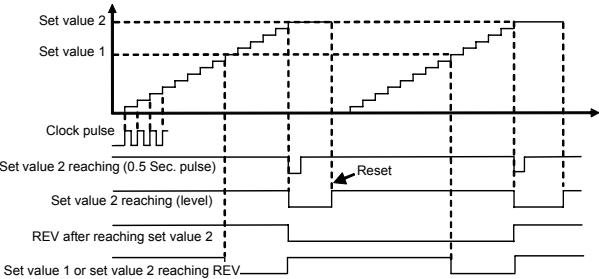 Set value 2
Set value 1
Clock pulse
Set value 2 reaching (0.5 Sec. pulse)
Reset
Set value 2 reaching (level)
REV after reaching set value 2
Set value 1 or set value 2 reaching REV